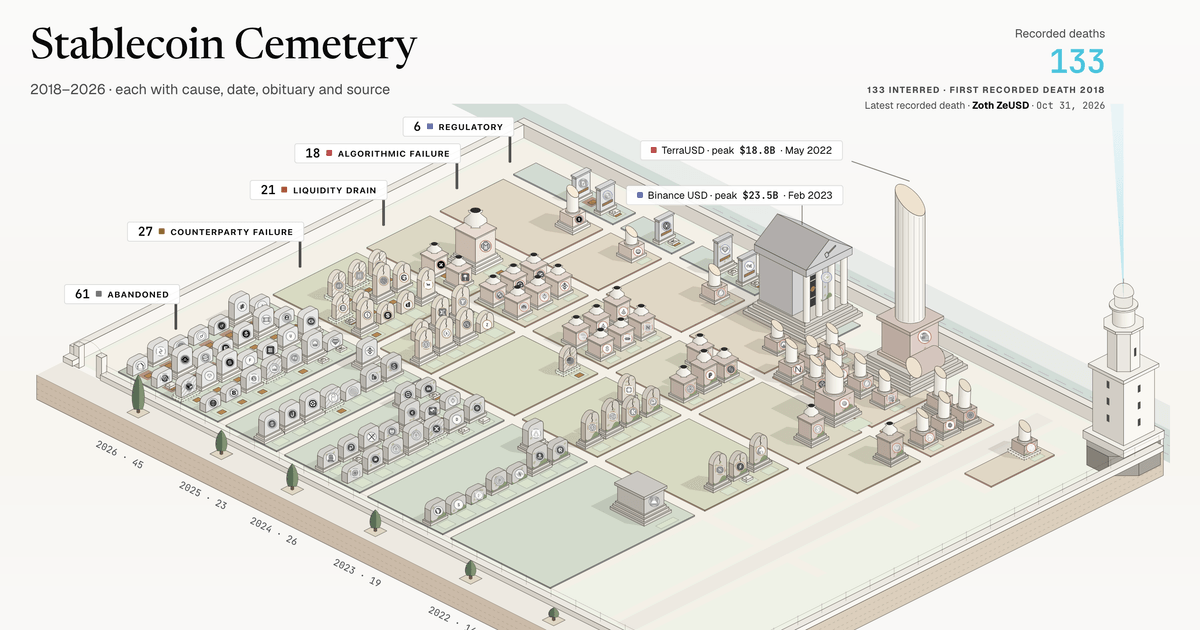 Stablecoin Cemetery
2018–2026 · each with cause, date, obituary and source
Recorded deaths
133
133 INTERRED · FIRST RECORDED DEATH 2018
Latest recorded death · Zoth ZeUSD · Oct 31, 2026
6 REGULATORY
18 ALGORITHMIC FAILURE
21 LIQUIDITY DRAIN
27 COUNTERPARTY FAILURE
61 ABANDONED
TerraUSD · peak $18.8B · May 2022
Binance USD · peak $23.5B · Feb 2023
2026 · 45
2025 · 23
2024 · 26
2023 · 19
2022 ·